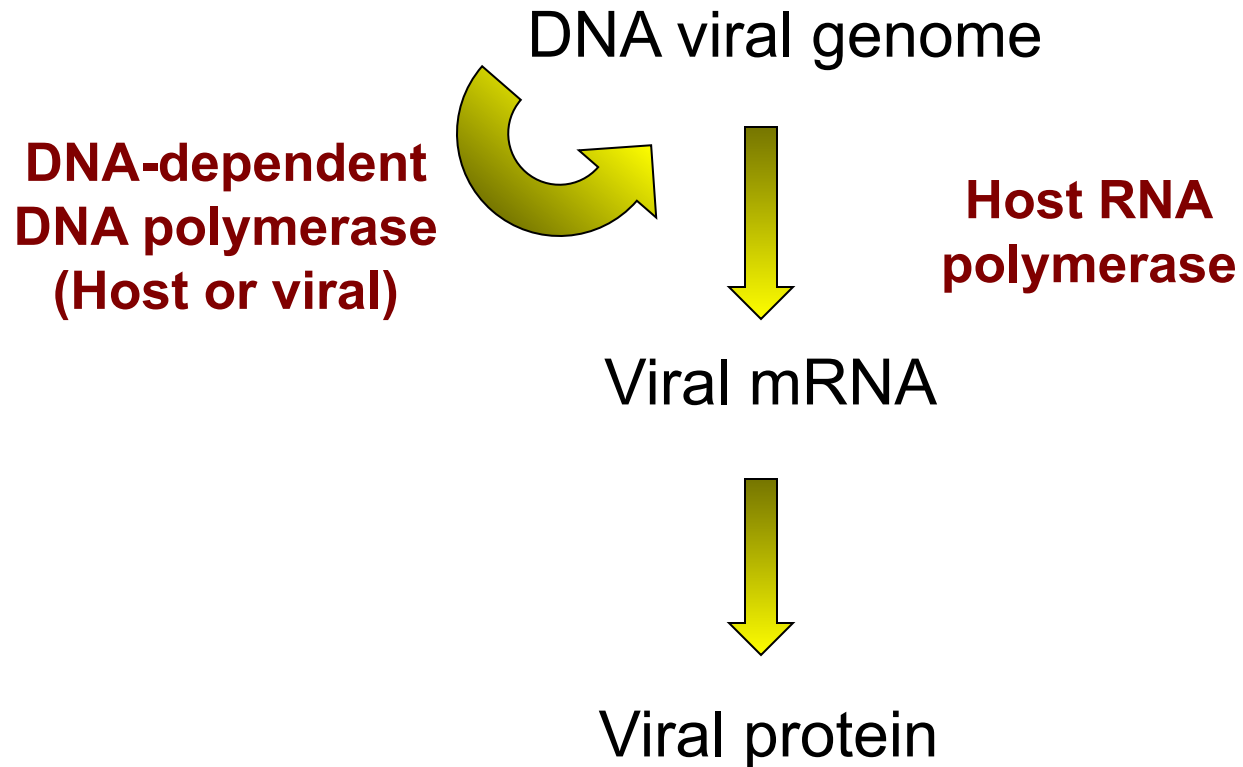 DNA viral genome
DNA-dependent
DNA polymerase
(Host or viral)
Host RNA
polymerase
Viral mRNA
Viral protein